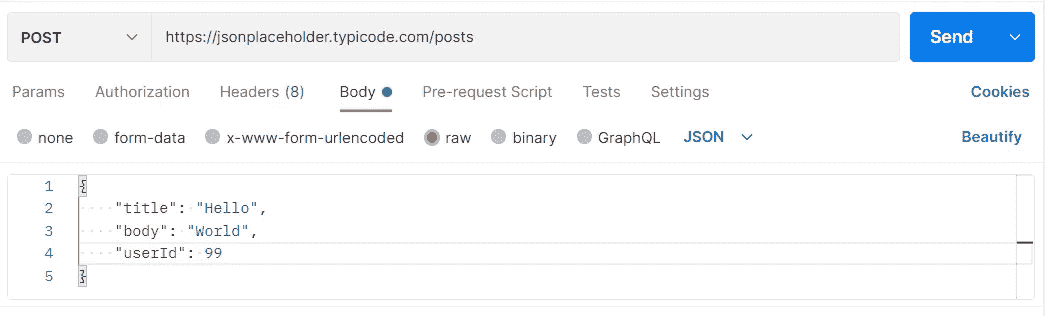 POST https://jsonplaceholder.typicode.com/posts Send
Params Authorization Headers (8) Body Pre-request Script Tests Settings Cookies
none form-data x-www-form-urlencoded raw binary GraphQL JSON Beautify
1 {
2 "title": "Hello",
3 "body": "World",
4 "userId": 99
5 }